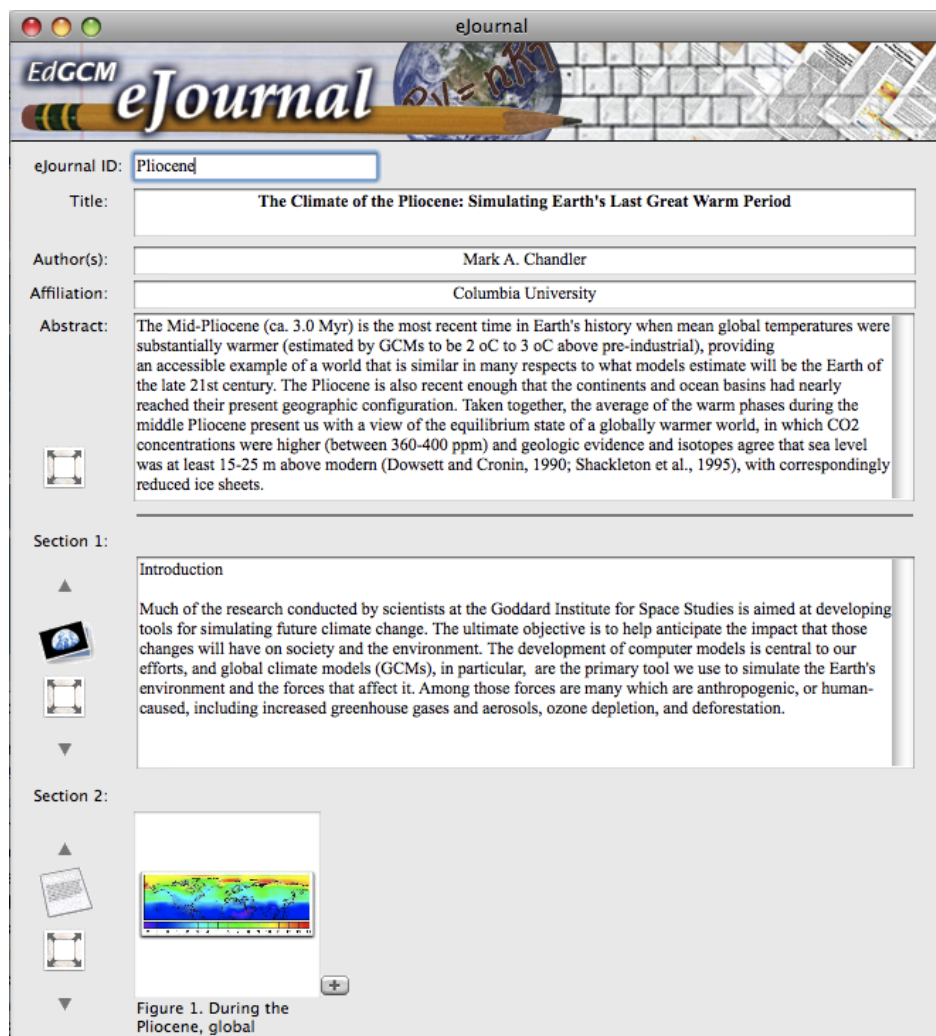 eJournal
EdGCM
eJournal
PV= nRT
eJournal ID: Pliocene
Title: The Climate of the Pliocene: Simulating Earth's Last Great Warm Period
Author(s): Mark A. Chandler
Affiliation: Columbia University
Abstract: The Mid-Pliocene (ca. 3.0 Myr) is the most recent time in Earth's history when mean global temperatures were
substantially warmer (estimated by GCMs to be 2 oC to 3 oC above pre-industrial), providing
an accessible example of a world that is similar in many respects to what models estimate will be the Earth of
the late 21st century. The Pliocene is also recent enough that the continents and ocean basins had nearly
reached their present geographic configuration. Taken together, the average of the warm phases during the
middle Pliocene present us with a view of the equilibrium state of a globally warmer world, in which CO2
concentrations were higher (between 360-400 ppm) and geologic evidence and isotopes agree that sea level
was at least 15-25 m above modern (Dowsett and Cronin, 1990; Shackleton et al., 1995), with correspondingly
reduced ice sheets.
Section 1:
Introduction
Much of the research conducted by scientists at the Goddard Institute for Space Studies is aimed at developing
tools for simulating future climate change. The ultimate objective is to help anticipate the impact that those
changes will have on society and the environment. The development of computer models is central to our
efforts, and global climate models (GCMs), in particular,  are the primary tool we use to simulate the Earth's
environment and the forces that affect it. Among those forces are many which are anthropogenic, or human-
caused, including increased greenhouse gases and aerosols, ozone depletion, and deforestation.
Section 2:
Figure 1. During the
Pliocene, global